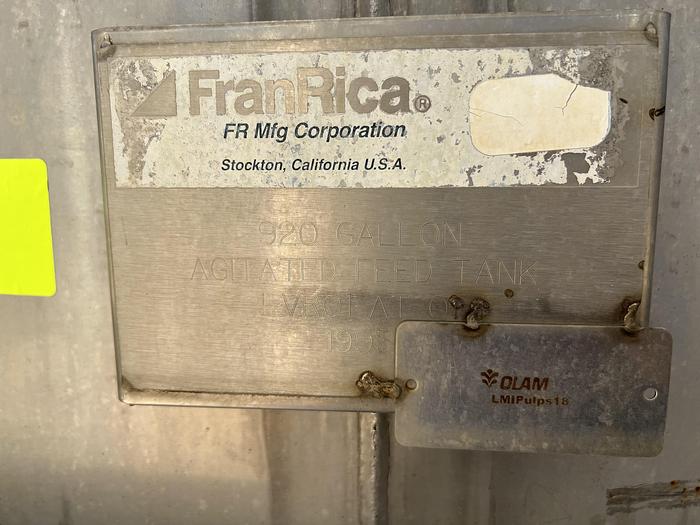 FranRica®
FR Mfg Corporation
Stockton, California U.S.A.
920 GALLON
AGITATED FEED TANK
OLAM
LMIPulps18